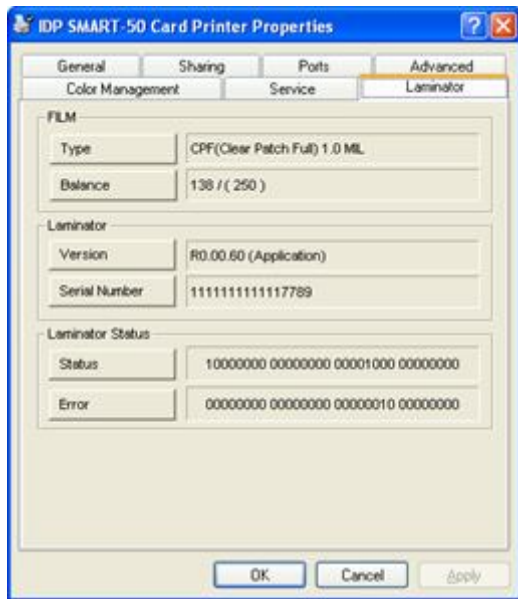 IDP SMART-50 Card Printer Properties
General Sharing Ports Advanced
Color Management Service Laminator
FILM
Type CPF(Clear Patch Full) 1.0 MIL
Balance 138 / ( 250 )
Laminator
Version R0.00.60 (Application)
Serial Number 1111111111117789
Laminator Status
Status 10000000 00000000 00001000 00000000
Error 00000000 00000000 00000010 00000000
OK Cancel Apply